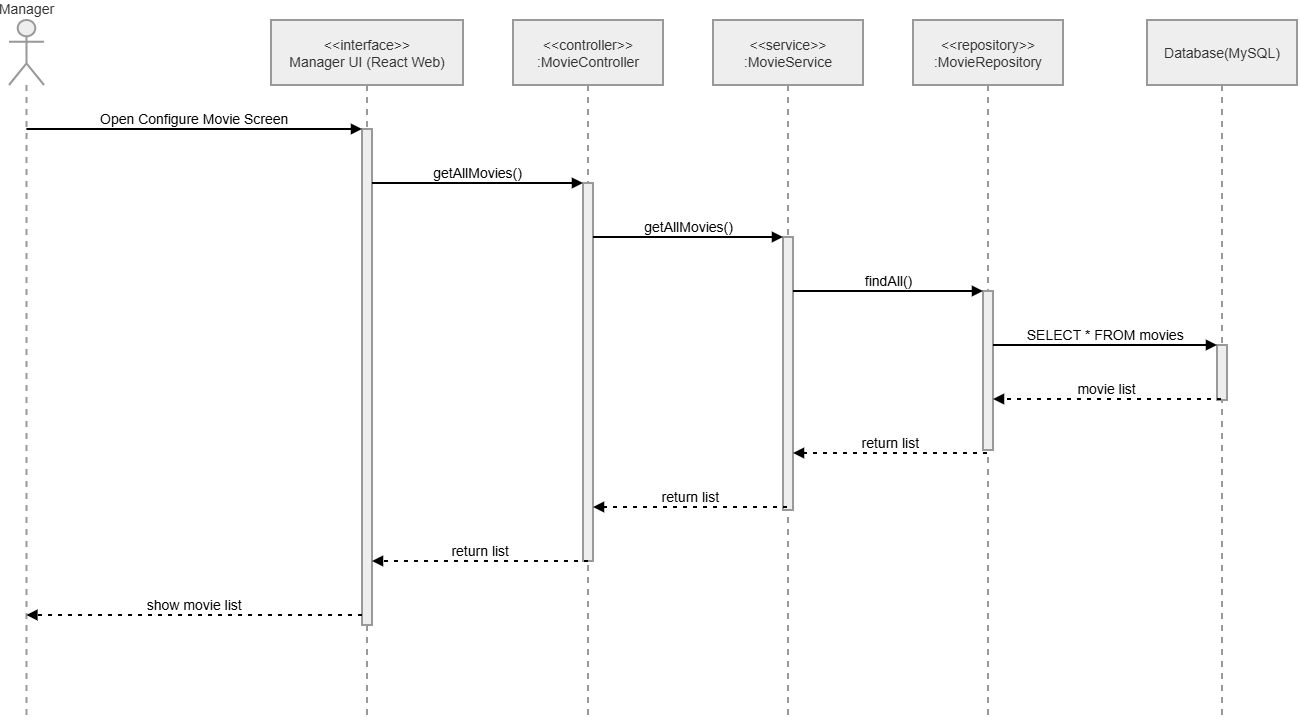 Manager
<<interface>>
Manager UI (React Web)
<<controller>>
:MovieController
<<service>>
:MovieService
<<repository>>
:MovieRepository
Database(MySQL)
Open Configure Movie Screen
getAllMovies()
getAllMovies()
findAll()
SELECT * FROM movies
movie list
return list
return list
return list
show movie list